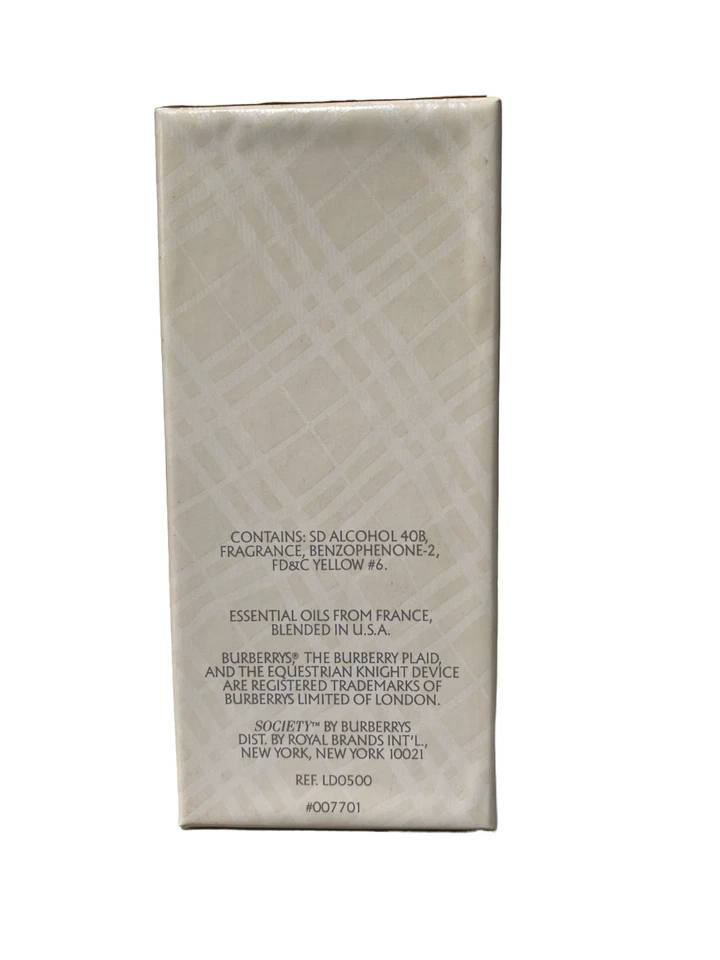 CONTAINS: SD ALCOHOL 40B,
FRAGRANCE, BENZOPHENONE-2,
FD&C YELLOW #6.
ESSENTIAL OILS FROM FRANCE,
BLENDED IN U.S.A.
BURBERRYS®, THE BURBERRY PLAID,
AND THE EQUESTRIAN KNIGHT DEVICE
ARE REGISTERED TRADEMARKS OF
BURBERRYS LIMITED OF LONDON.
SOCIETY™ BY BURBERRYS
DIST. BY ROYAL BRANDS INT'L.,
NEW YORK, NEW YORK 10021
REF. LD0500
#007701